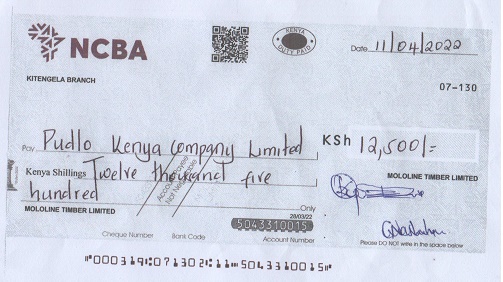 NCBA
KENYA
DUTY PAID
Date 11/04/2022
KITENGELA BRANCH
07-130
Pay Pudlo Kenya Company Limited
KSh 12,500/-
Kenya Shillings Twelve thousand five
hundred
Account Payee
Not Negotiable
MOLOLINE TIMBER LIMITED
MOLOLINE TIMBER LIMITED
Only
28/03/22
5043310015
Cheque Number Bank Code Account Number
Please DO NOT write in the space below
⑈000319⑆071302⑆11⑈5043310015⑈